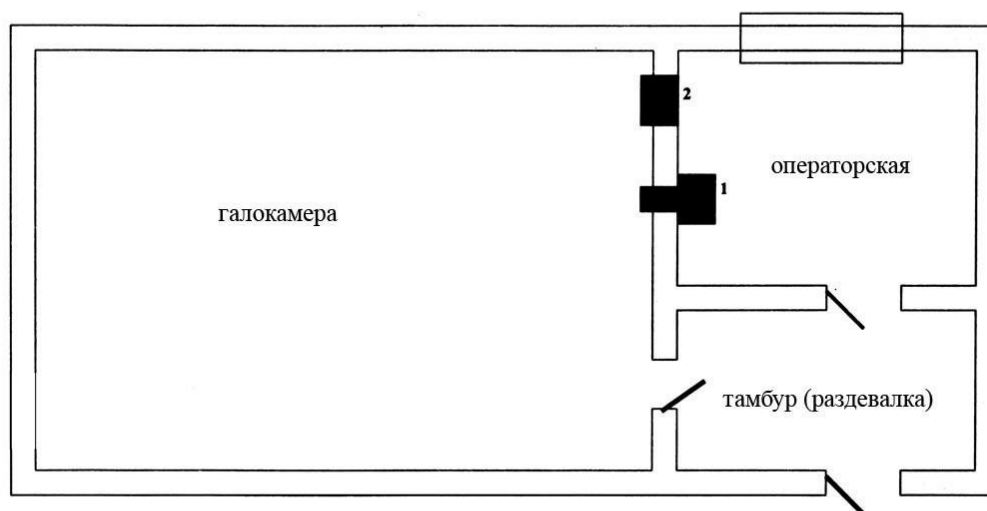 2
операторская
1
галокамера
тамбур (раздевалка)